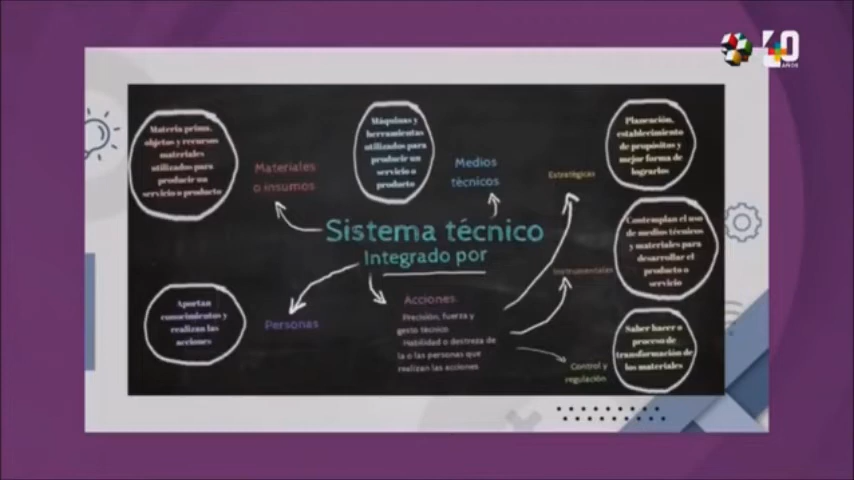 40
AÑOS
Materia prima,
objetos y recursos
materiales
utilizados para
producir un
servicio o producto
Materiales
o insumos
Máquinas y
herramientas
utilizados para
producir un
servicio o
producto
Medios
técnicos
Estratégicas
Planeación,
establecimiento
de propósitos y
mejor forma de
lograrlos
Sistema técnico
Integrado por
Instrumentales
Contemplan el uso
de medios técnicos
y materiales para
desarrollar el
producto o
servicio
Aportan
conocimientos y
realizan las
acciones
Personas
Acciones
Precisión, fuerza y
gesto técnico
Habilidad o destreza de
la o las personas que
realizan las acciones
Control y
regulación
Saber hacer o
proceso de
transformación de
los materiales